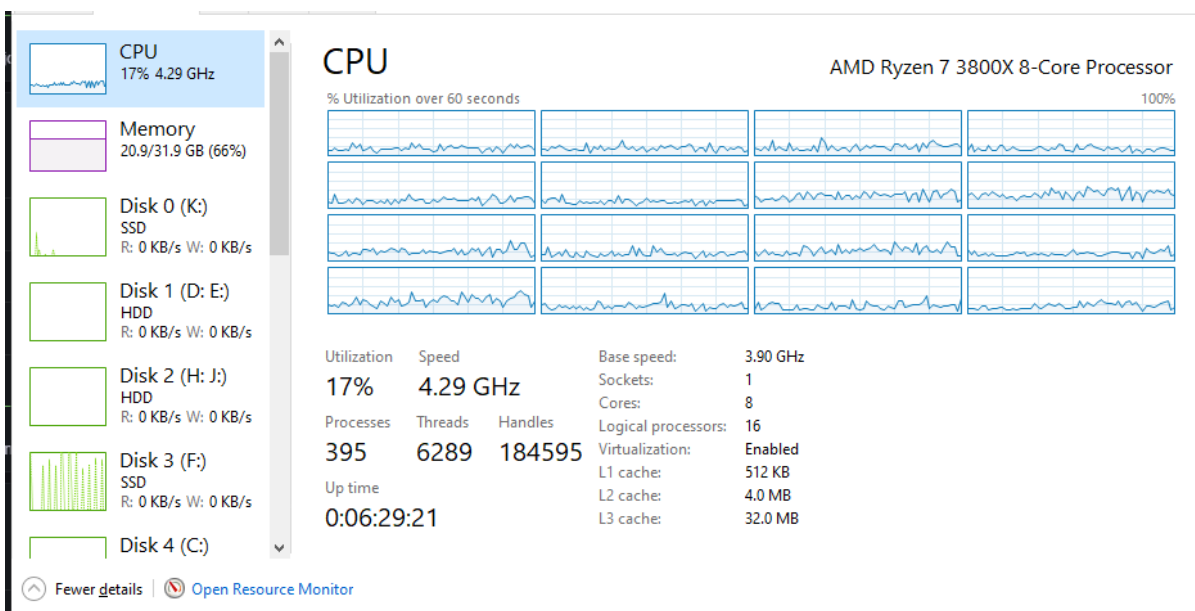 CPU
17% 4.29 GHz
Memory
20.9/31.9 GB (66%)
Disk 0 (K:)
SSD
R: 0 KB/s W: 0 KB/s
Disk 1 (D: E:)
HDD
R: 0 KB/s W: 0 KB/s
Disk 2 (H: J:)
HDD
R: 0 KB/s W: 0 KB/s
Disk 3 (F:)
SSD
R: 0 KB/s W: 0 KB/s
Disk 4 (C:)
CPU
AMD Ryzen 7 3800X 8-Core Processor
% Utilization over 60 seconds
100%
Utilization Speed
17% 4.29 GHz
Processes Threads Handles
395 6289 184595
Up time
0:06:29:21
Base speed: 3.90 GHz
Sockets: 1
Cores: 8
Logical processors: 16
Virtualization: Enabled
L1 cache: 512 KB
L2 cache: 4.0 MB
L3 cache: 32.0 MB
Fewer details
Open Resource Monitor